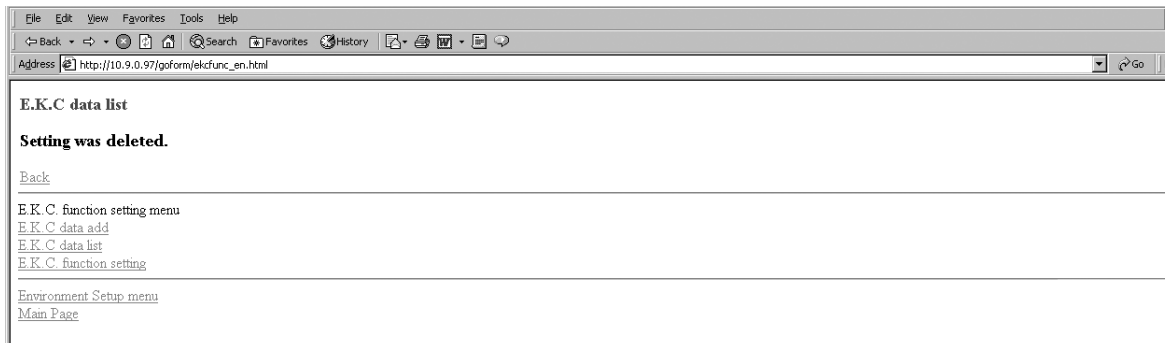 File Edit View Favorites Tools Help
Back Search Favorites History
Address http://10.9.0.97/goform/ekcfunc_en.html Go
E.K.C data list
Setting was deleted.
Back
E.K.C. function setting menu
E.K.C data add
E.K.C data list
E.K.C. function setting
Environment Setup menu
Main Page